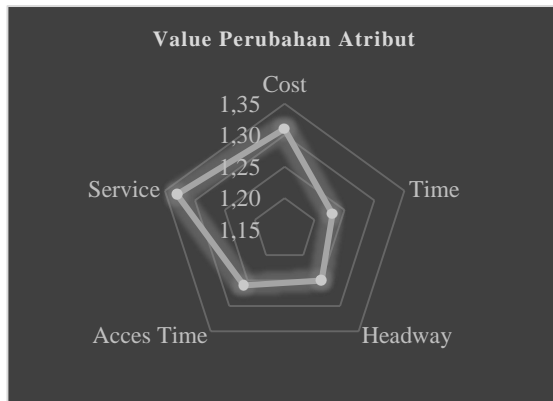 Value Perubahan Atribut
Cost
1,35
1,30
1,25
Service
Time
1,20
1,15
Acces Time
Headway